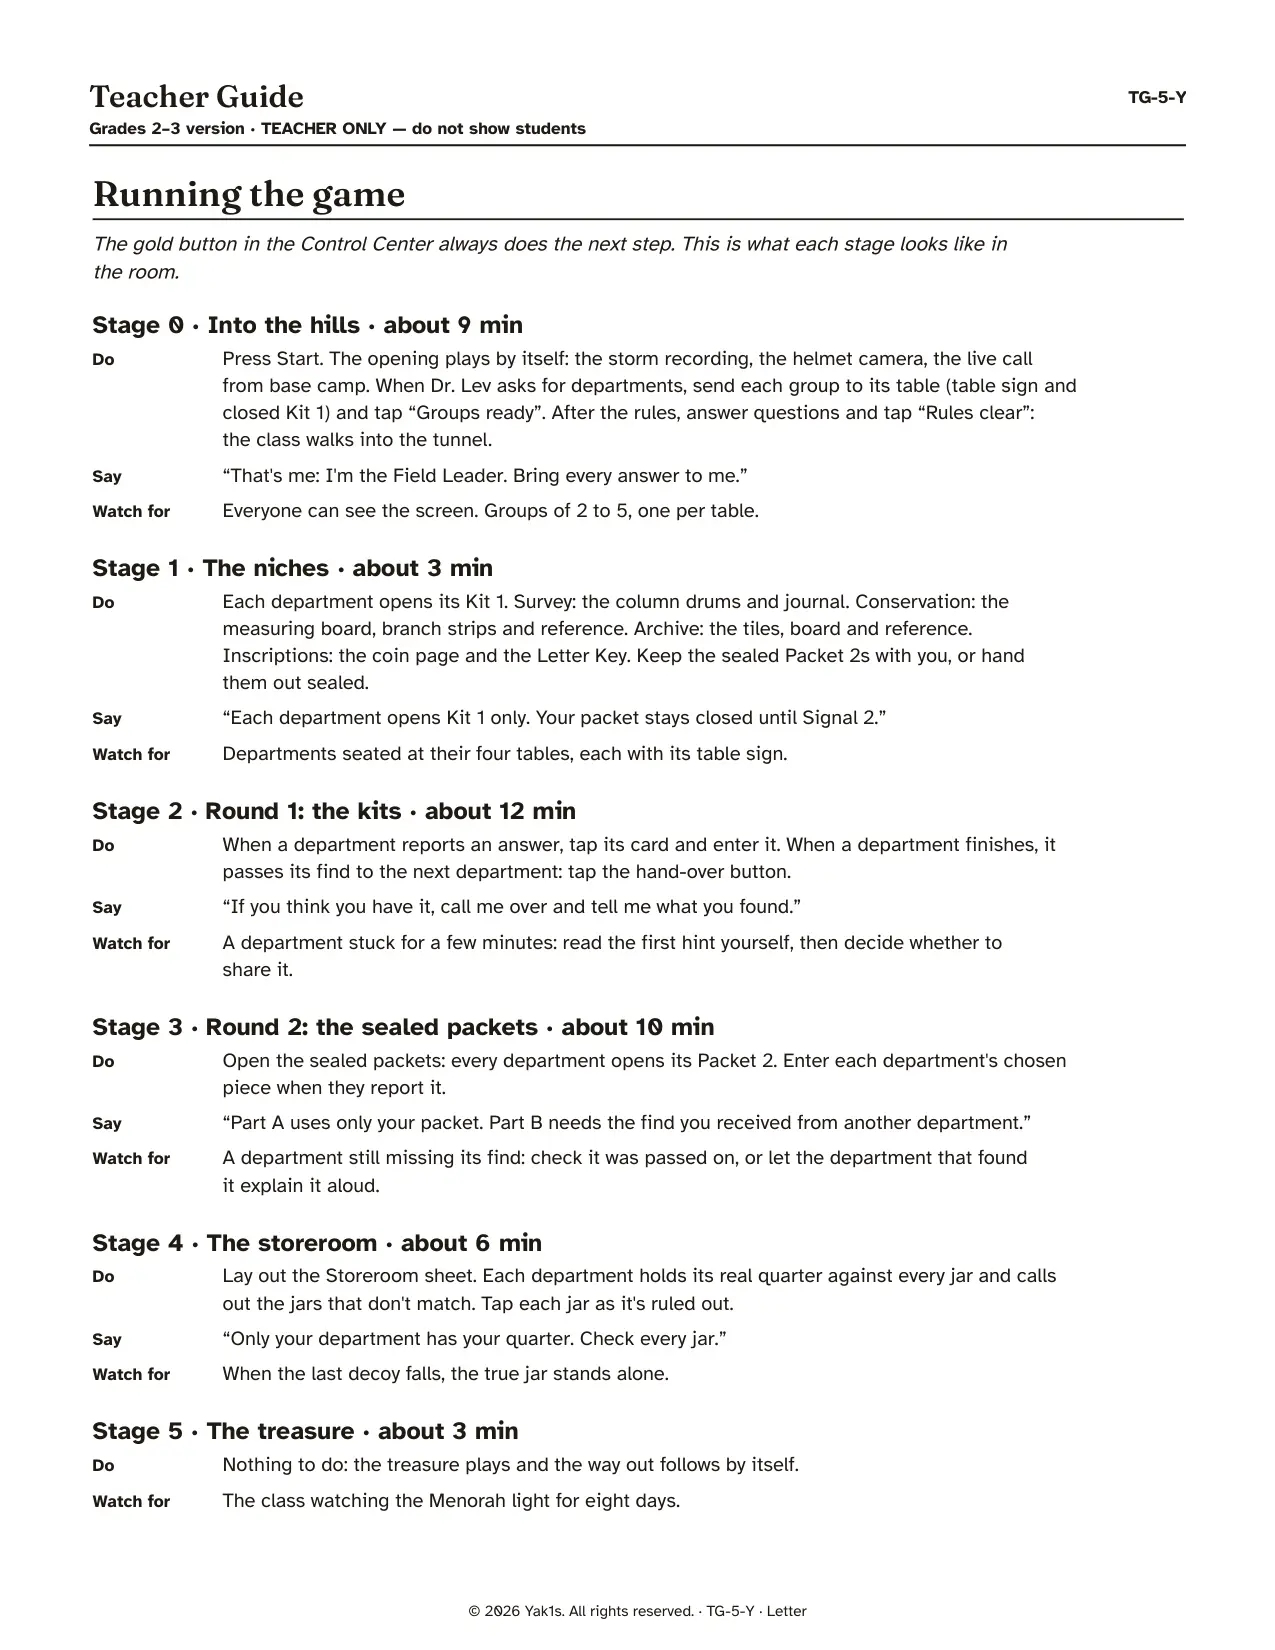 Teacher Guide
TG-5-Y
Grades 2–3 version · TEACHER ONLY — do not show students
Running the game
The gold button in the Control Center always does the next step. This is what each stage looks like in
the room.
Stage 0 · Into the hills · about 9 min
Do Press Start. The opening plays by itself: the storm recording, the helmet camera, the live call
from base camp. When Dr. Lev asks for departments, send each group to its table (table sign and
closed Kit 1) and tap “Groups ready”. After the rules, answer questions and tap “Rules clear”:
the class walks into the tunnel.
Say “That's me: I'm the Field Leader. Bring every answer to me.”
Watch for Everyone can see the screen. Groups of 2 to 5, one per table.
Stage 1 · The niches · about 3 min
Do Each department opens its Kit 1. Survey: the column drums and journal. Conservation: the
measuring board, branch strips and reference. Archive: the tiles, board and reference.
Inscriptions: the coin page and the Letter Key. Keep the sealed Packet 2s with you, or hand
them out sealed.
Say “Each department opens Kit 1 only. Your packet stays closed until Signal 2.”
Watch for Departments seated at their four tables, each with its table sign.
Stage 2 · Round 1: the kits · about 12 min
Do When a department reports an answer, tap its card and enter it. When a department finishes, it
passes its find to the next department: tap the hand-over button.
Say “If you think you have it, call me over and tell me what you found.”
Watch for A department stuck for a few minutes: read the first hint yourself, then decide whether to
share it.
Stage 3 · Round 2: the sealed packets · about 10 min
Do Open the sealed packets: every department opens its Packet 2. Enter each department's chosen
piece when they report it.
Say “Part A uses only your packet. Part B needs the find you received from another department.”
Watch for A department still missing its find: check it was passed on, or let the department that found
it explain it aloud.
Stage 4 · The storeroom · about 6 min
Do Lay out the Storeroom sheet. Each department holds its real quarter against every jar and calls
out the jars that don't match. Tap each jar as it's ruled out.
Say “Only your department has your quarter. Check every jar.”
Watch for When the last decoy falls, the true jar stands alone.
Stage 5 · The treasure · about 3 min
Do Nothing to do: the treasure plays and the way out follows by itself.
Watch for The class watching the Menorah light for eight days.
© 2026 Yak1s. All rights reserved. · TG-5-Y · Letter